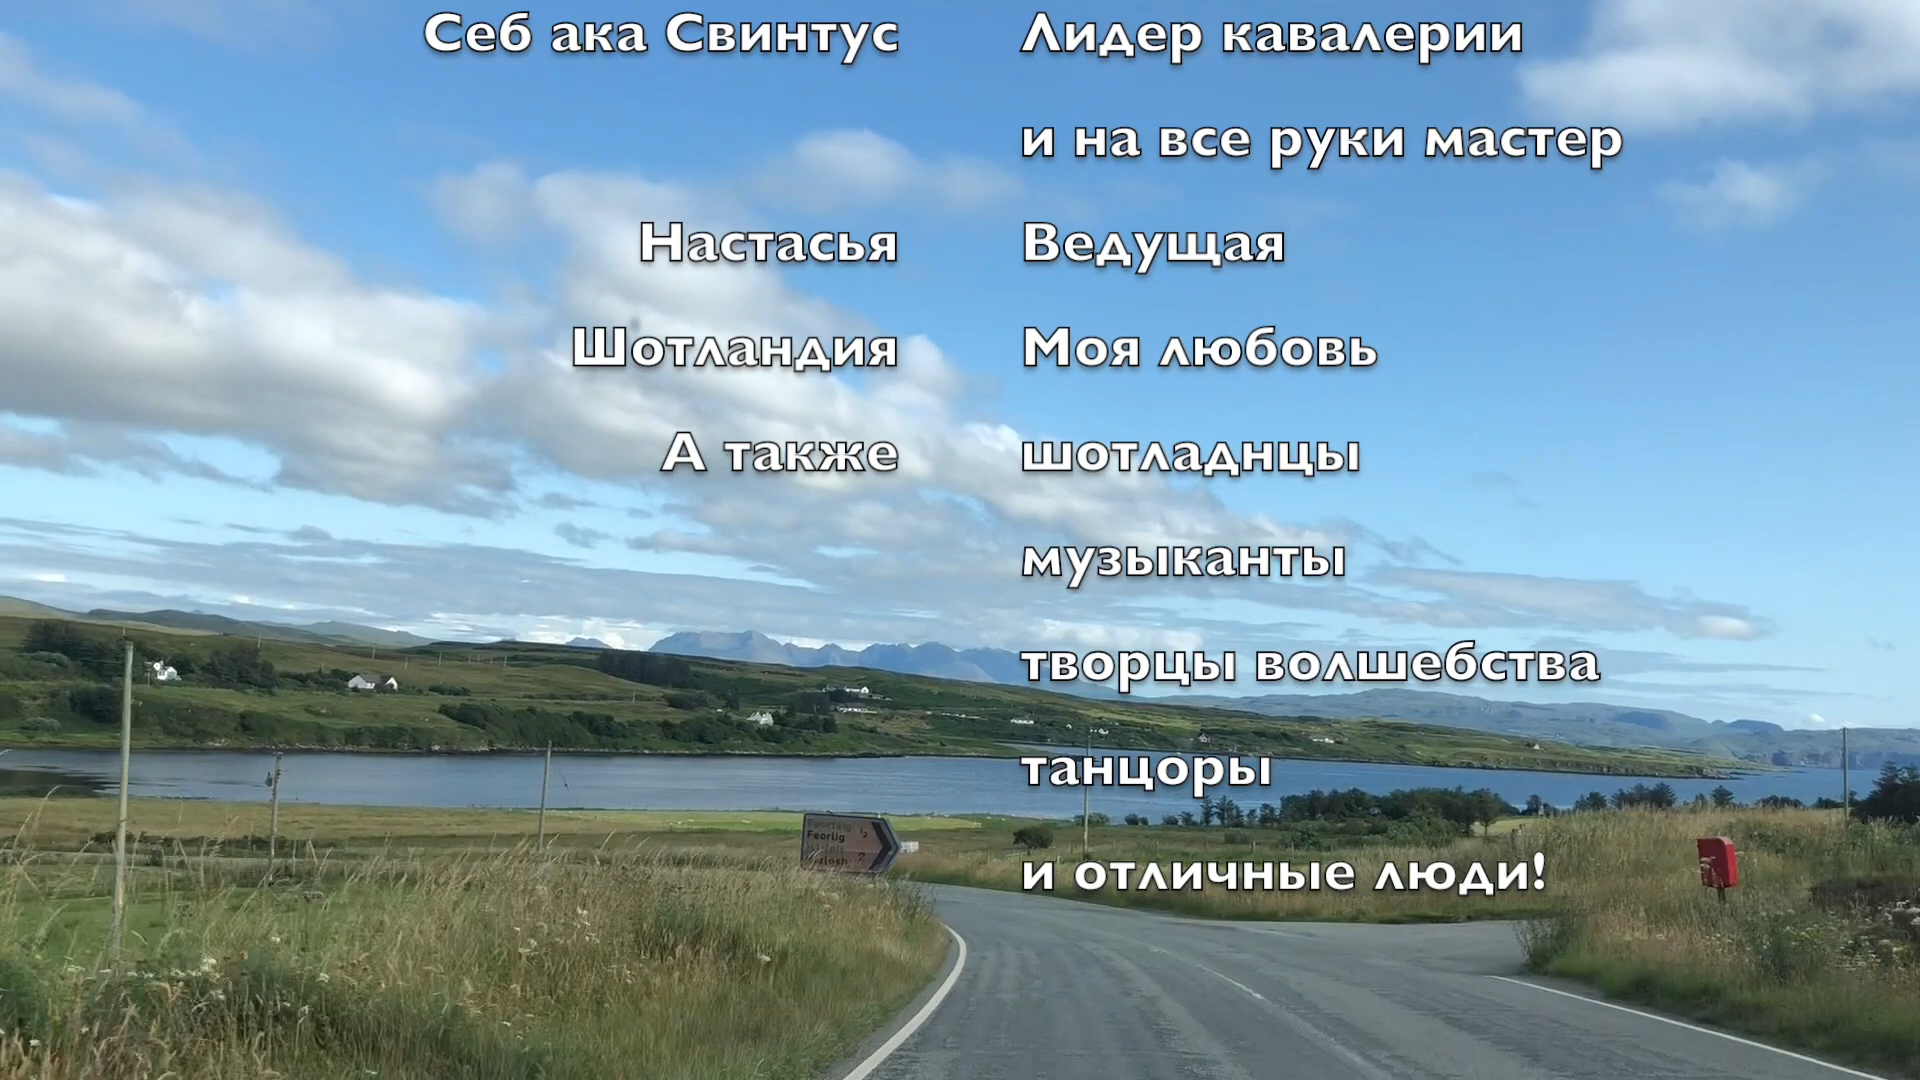 Себ ака Свинтус Лидер кавалерии
и на все руки мастер
Настасья Ведущая
Шотландия Моя любовь
А также шотладнцы
музыканты
творцы волшебства
танцоры
и отличные люди!
Feorlig